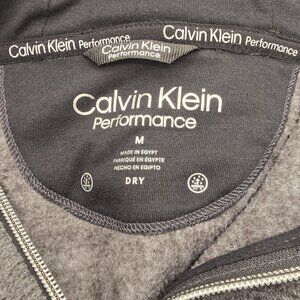 Calvin Klein
Performance
Calvin Klein
Performance
Calvin Klein
Performance
Calvin Klein
Performance
M
MADE IN EGYPT
FABRIQUÉ EN ÉGYPTE
HECHO EN EGIPTO
DRY